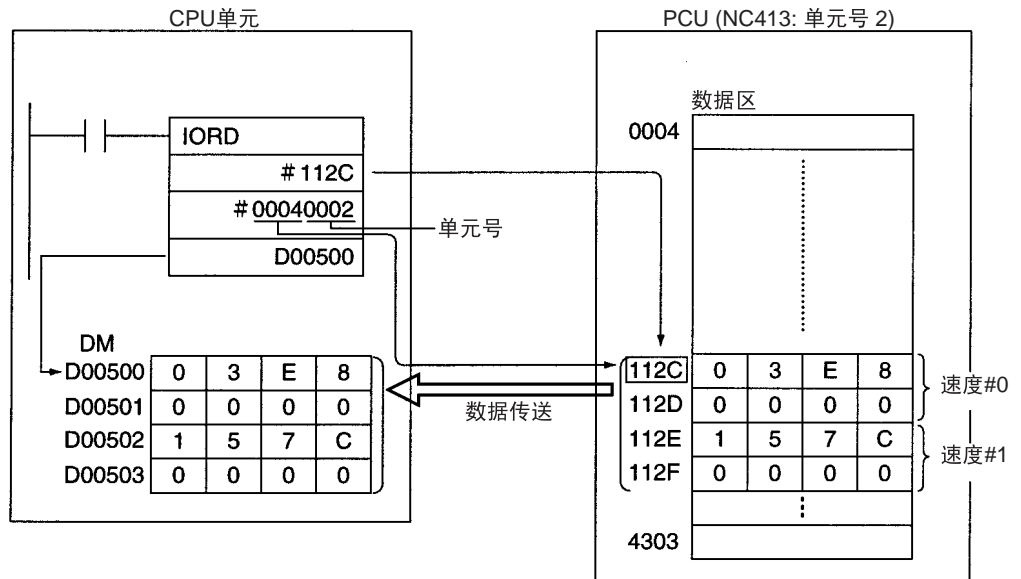 CPU单元
PCU (NC413: 单元号 2)
数据区
0004
IORD
#112C
#00040002
单元号
D00500
DM
D00500 0 3 E 8
D00501 0 0 0 0
D00502 1 5 7 C
D00503 0 0 0 0
数据传送
112C 0 3 E 8
112D 0 0 0 0
112E 1 5 7 C
112F 0 0 0 0
速度#0
速度#1
4303